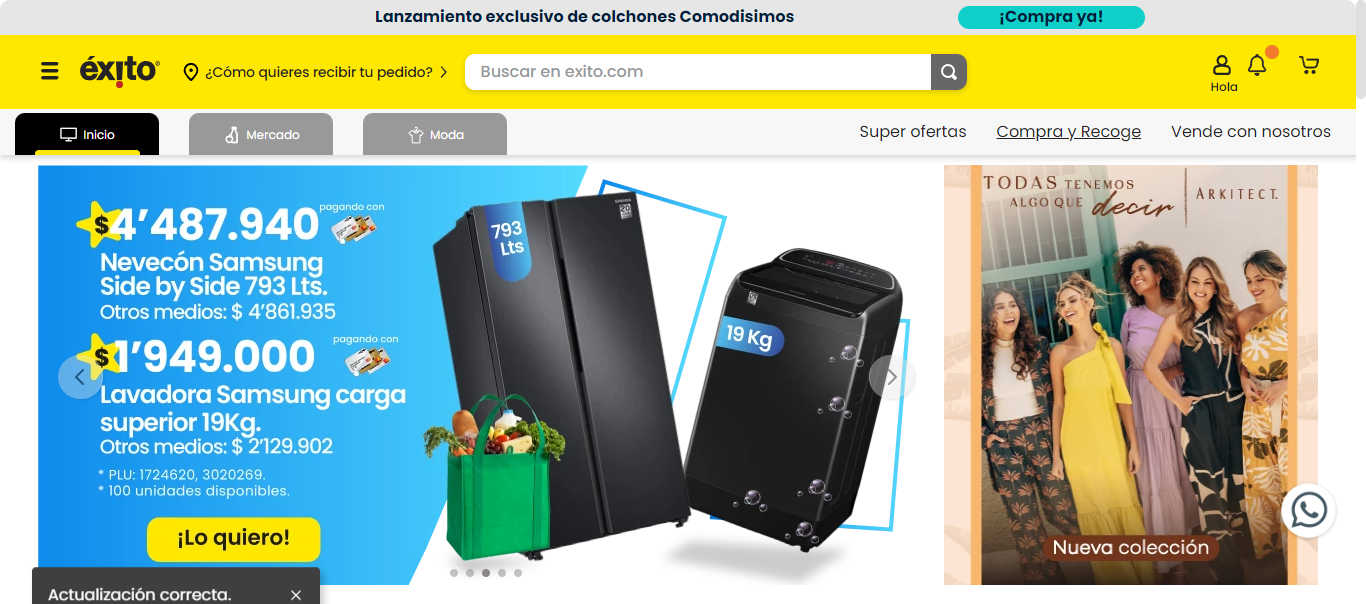 Lanzamiento exclusivo de colchones Comodisimos
¡Compra ya!
éxito
¿Cómo quieres recibir tu pedido?
Buscar en exito.com
Hola
Inicio
Mercado
Moda
Super ofertas
Compra y Recoge
Vende con nosotros
$4'487.940
pagando con
Nevecón Samsung
Side by Side 793 Lts.
Otros medios: $ 4'861.935
$1'949.000
pagando con
Lavadora Samsung carga
superior 19Kg.
Otros medios: $ 2'129.902
* PLU: 1724620, 3020269.
* 100 unidades disponibles.
¡Lo quiero!
793
Lts
SAMSUNG
20
19 Kg
TODAS TENEMOS
ALGO QUE decir
ARKITECT.
Nueva colección
Actualización correcta.